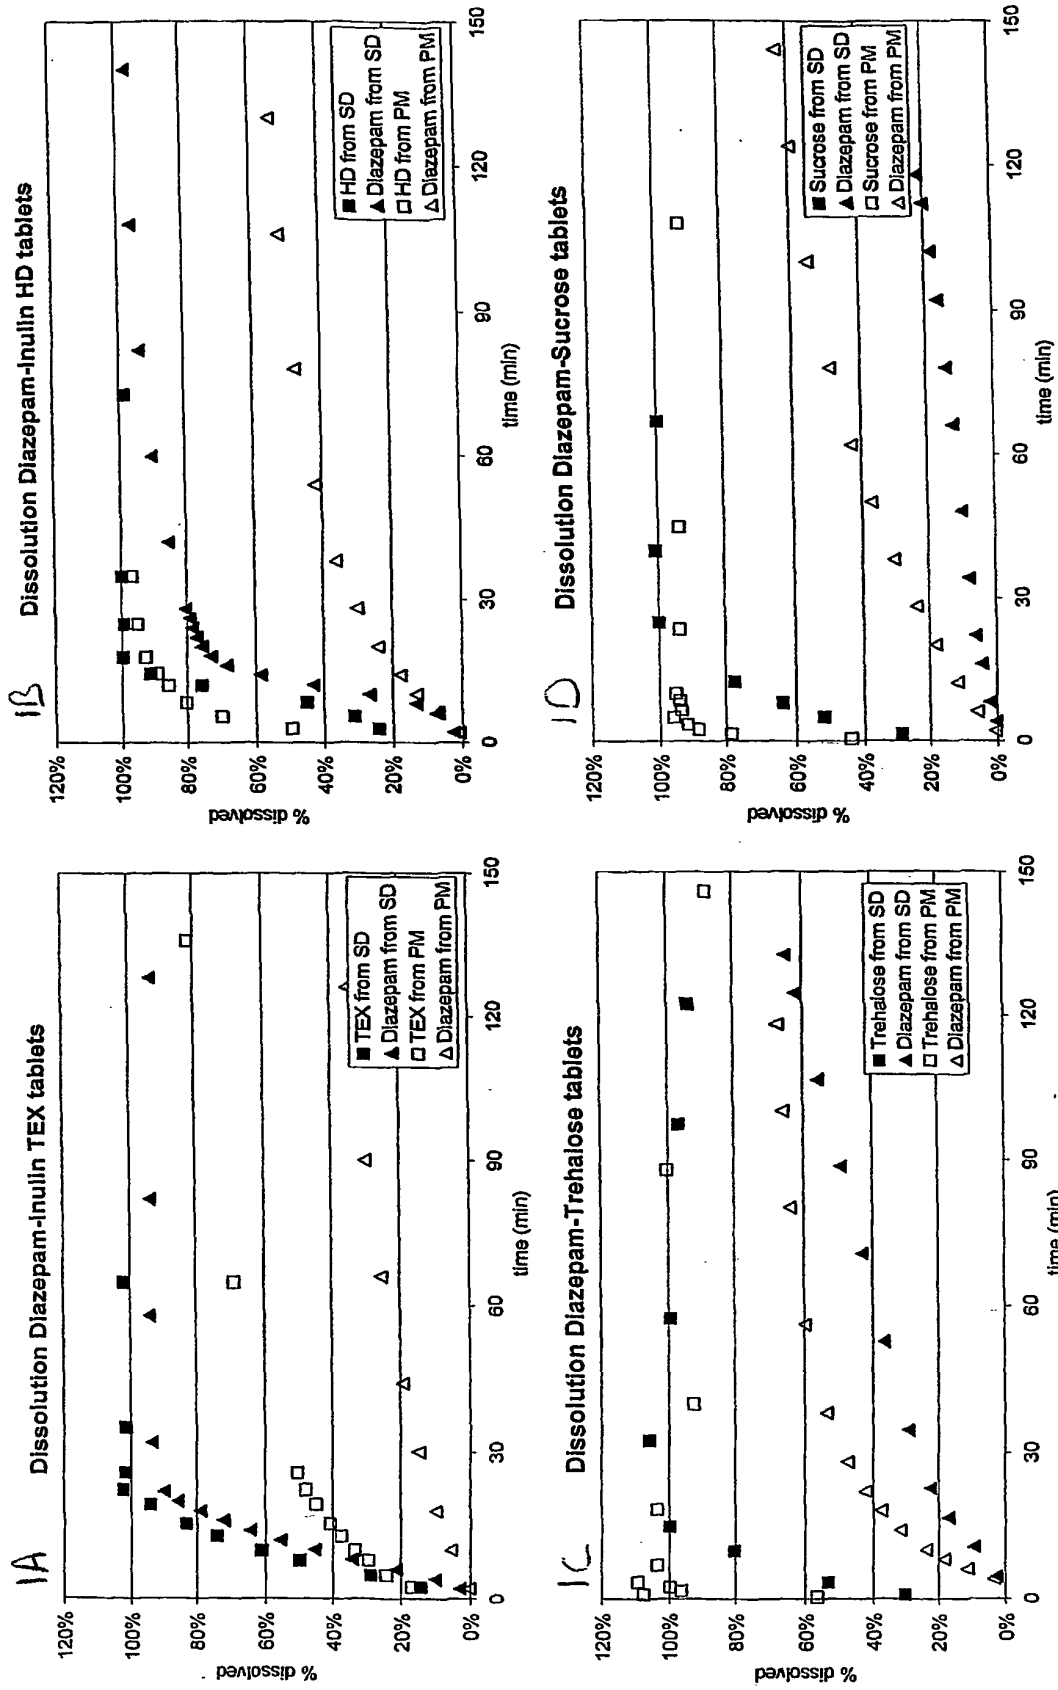 1A
Dissolution Diazepam-Inulin TEX tablets
120%
100%
80%
60%
40%
20%
0%
% dissolved
0
30
60
90
120
150
time (min)
TEX from SD
Diazepam from SD
TEX from PM
Diazepam from PM
1B
Dissolution Diazepam-Inulin HD tablets
120%
100%
80%
60%
40%
20%
0%
% dissolved
0
30
60
90
120
150
time (min)
HD from SD
Diazepam from SD
HD from PM
Diazepam from PM
1C
Dissolution Diazepam-Trehalose tablets
120%
100%
80%
60%
40%
20%
0%
% dissolved
0
30
60
90
120
150
time (min)
Trehalose from SD
Diazepam from SD
Trehalose from PM
Diazepam from PM
1D
Dissolution Diazepam-Sucrose tablets
120%
100%
80%
60%
40%
20%
0%
% dissolved
0
30
60
90
120
150
time (min)
Sucrose from SD
Diazepam from SD
Sucrose from PM
Diazepam from PM